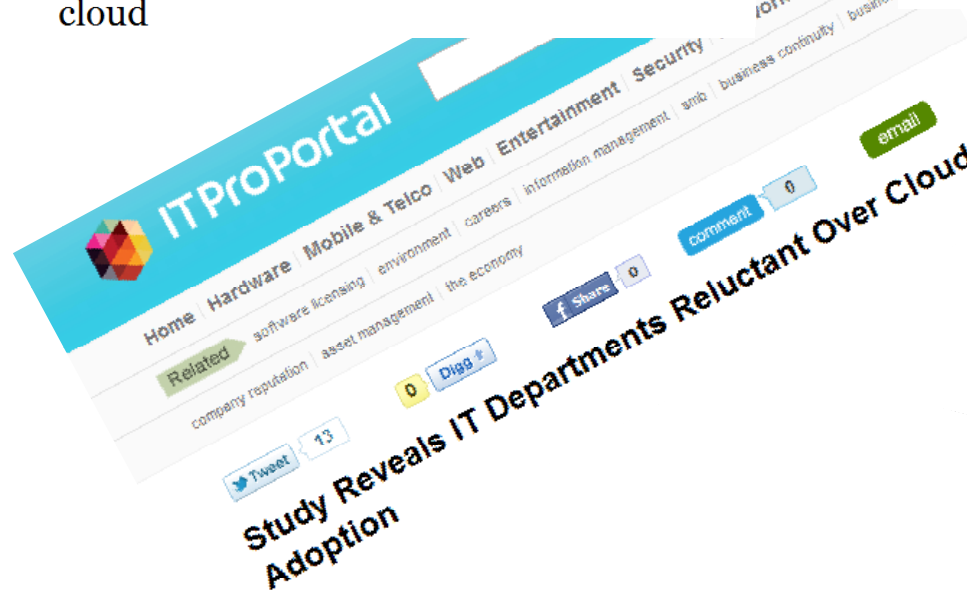 cloud
ITProPortal
Home Hardware Mobile & Telco Web Entertainment Security
Related software licensing environment careers information management smb business continuity
company reputation asset management the economy
Tweet 13 0 Digg Share 0 comment 0 email
Study Reveals IT Departments Reluctant Over Cloud
Adoption